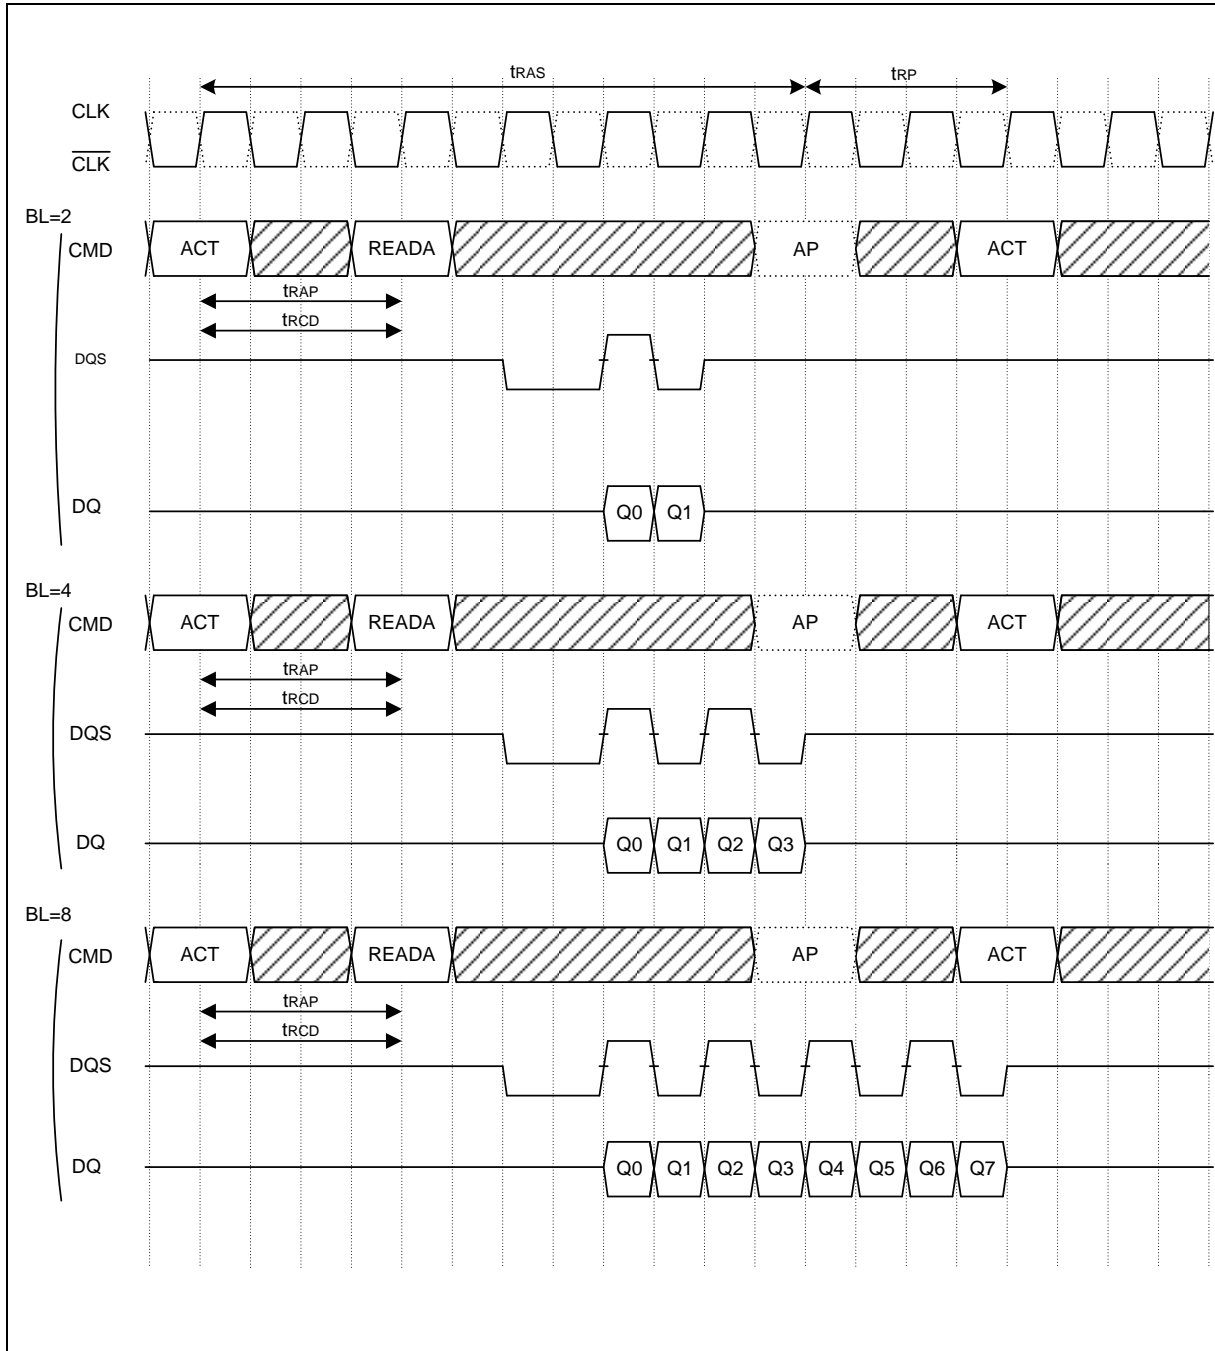 tRAS tRP
CLK
CLK
BL=2
CMD ACT READA AP ACT
tRAP
tRCD
DQS
DQ Q0 Q1
BL=4
CMD ACT READA AP ACT
tRAP
tRCD
DQS
DQ Q0 Q1 Q2 Q3
BL=8
CMD ACT READA AP ACT
tRAP
tRCD
DQS
DQ Q0 Q1 Q2 Q3 Q4 Q5 Q6 Q7